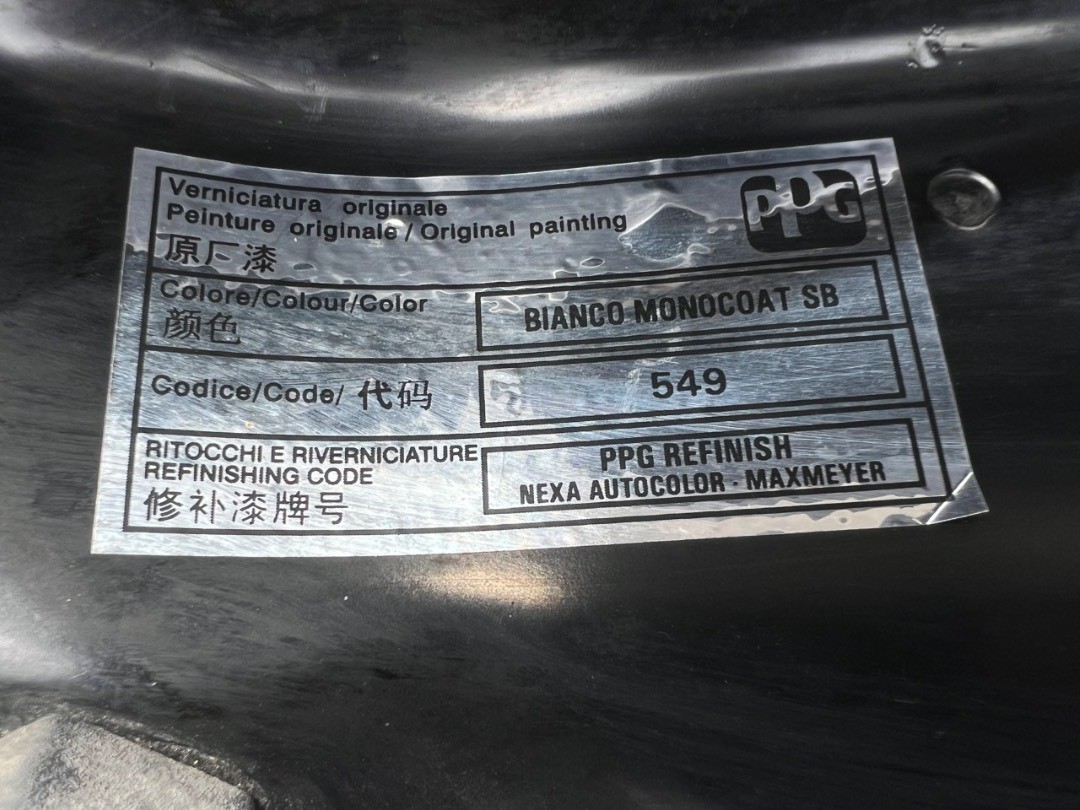 Verniciatura originale
Peinture originale / Original painting
原厂漆
PPG
Colore/Colour/Color
颜色
BIANCO MONOCOAT SB
Codice/Code/ 代码
549
RITOCCHI E RIVERNICIATURE
REFINISHING CODE
修补漆牌号
PPG REFINISH
NEXA AUTOCOLOR · MAXMEYER